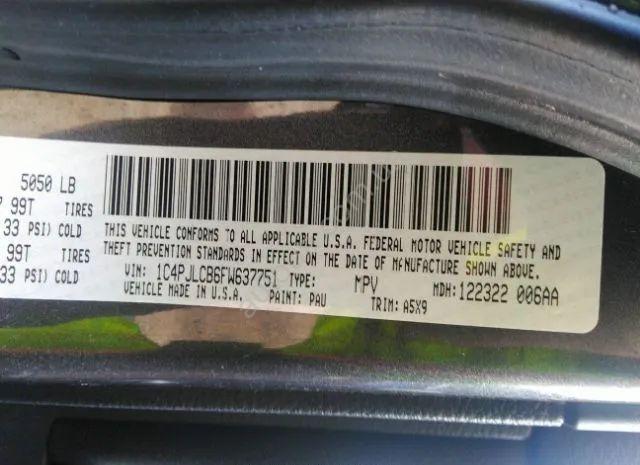 5050 LB
99T TIRES
33 PSI) COLD
99T TIRES
33 PSI) COLD
THIS VEHICLE CONFORMS TO ALL APPLICABLE U.S.A. FEDERAL MOTOR VEHICLE SAFETY AND
THEFT PREVENTION STANDARDS IN EFFECT ON THE DATE OF MANUFACTURE SHOWN ABOVE.
VIN: 1C4PJLCB6FW637751 TYPE: MPV MDH: 122322 006AA
VEHICLE MADE IN U.S.A. PAINT: PAU TRIM: A5X9